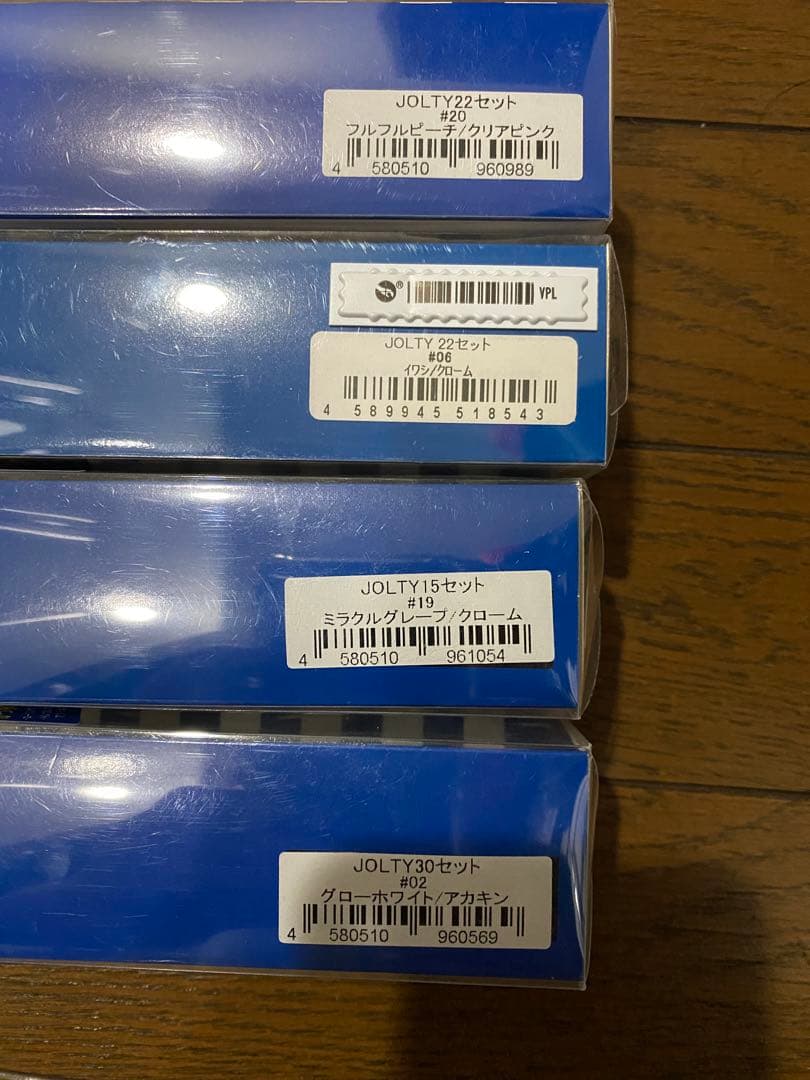 JOLTY22セット
#20
フルフルピーチ/クリアピンク
4 580510 960989
VPL
JOLTY 22セット
#06
イワシ/クローム
4 589945 518543
JOLTY15セット
#19
ミラクルグレープ/クローム
4 580510 961054
JOLTY30セット
#02
グローホワイト/アカキン
4 580510 960569